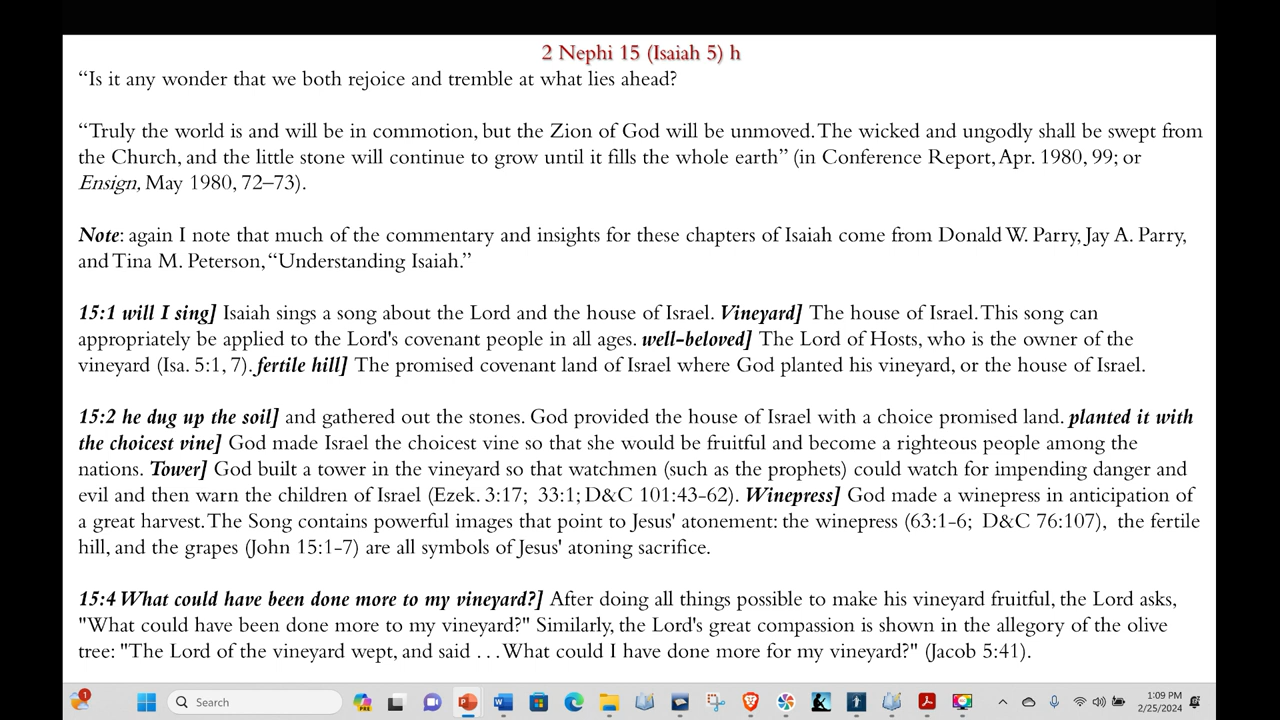 2 Nephi 15 (Isaiah 5) h
“Is it any wonder that we both rejoice and tremble at what lies ahead?
“Truly the world is and will be in commotion, but the Zion of God will be unmoved. The wicked and ungodly shall be swept from
the Church, and the little stone will continue to grow until it fills the whole earth” (in Conference Report, Apr. 1980, 99; or
Ensign, May 1980, 72–73).
Note: again I note that much of the commentary and insights for these chapters of Isaiah come from Donald W. Parry, Jay A. Parry,
and Tina M. Peterson, “Understanding Isaiah.”
15:1 will I sing] Isaiah sings a song about the Lord and the house of Israel. Vineyard] The house of Israel. This song can
appropriately be applied to the Lord's covenant people in all ages. well-beloved] The Lord of Hosts, who is the owner of the
vineyard (Isa. 5:1, 7). fertile hill] The promised covenant land of Israel where God planted his vineyard, or the house of Israel.
15:2 he dug up the soil] and gathered out the stones. God provided the house of Israel with a choice promised land. planted it with
the choicest vine] God made Israel the choicest vine so that she would be fruitful and become a righteous people among the
nations. Tower] God built a tower in the vineyard so that watchmen (such as the prophets) could watch for impending danger and
evil and then warn the children of Israel (Ezek. 3:17; 33:1; D&C 101:43-62). Winepress] God made a winepress in anticipation of
a great harvest. The Song contains powerful images that point to Jesus' atonement: the winepress (63:1-6; D&C 76:107), the fertile
hill, and the grapes (John 15:1-7) are all symbols of Jesus' atoning sacrifice.
15:4 What could have been done more to my vineyard?] After doing all things possible to make his vineyard fruitful, the Lord asks,
"What could have been done more to my vineyard?" Similarly, the Lord's great compassion is shown in the allegory of the olive
tree: "The Lord of the vineyard wept, and said . . . What could I have done more for my vineyard?" (Jacob 5:41).
1
Search
PRE
1:09 PM
2/25/2024